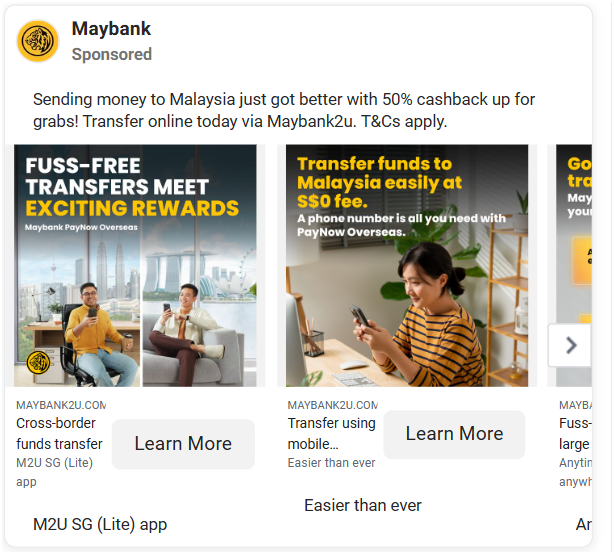 Maybank
Sponsored
Sending money to Malaysia just got better with 50% cashback up for
grabs! Transfer online today via Maybank2u. T&Cs apply.
FUSS-FREE
TRANSFERS MEET
EXCITING REWARDS
Maybank PayNow Overseas
MAYBANK2U.COM
Cross-border
funds transfer
M2U SG (Lite)
app
Learn More
M2U SG (Lite) app
Transfer funds to
Malaysia easily at
S$0 fee.
A phone number is all you need with
PayNow Overseas.
MAYBANK2U.COM
Transfer using
mobile...
Easier than ever
Learn More
Easier than ever
Go
tra
May
your
MAYBA
Fuss-
large
Anytin
anywh
Ar